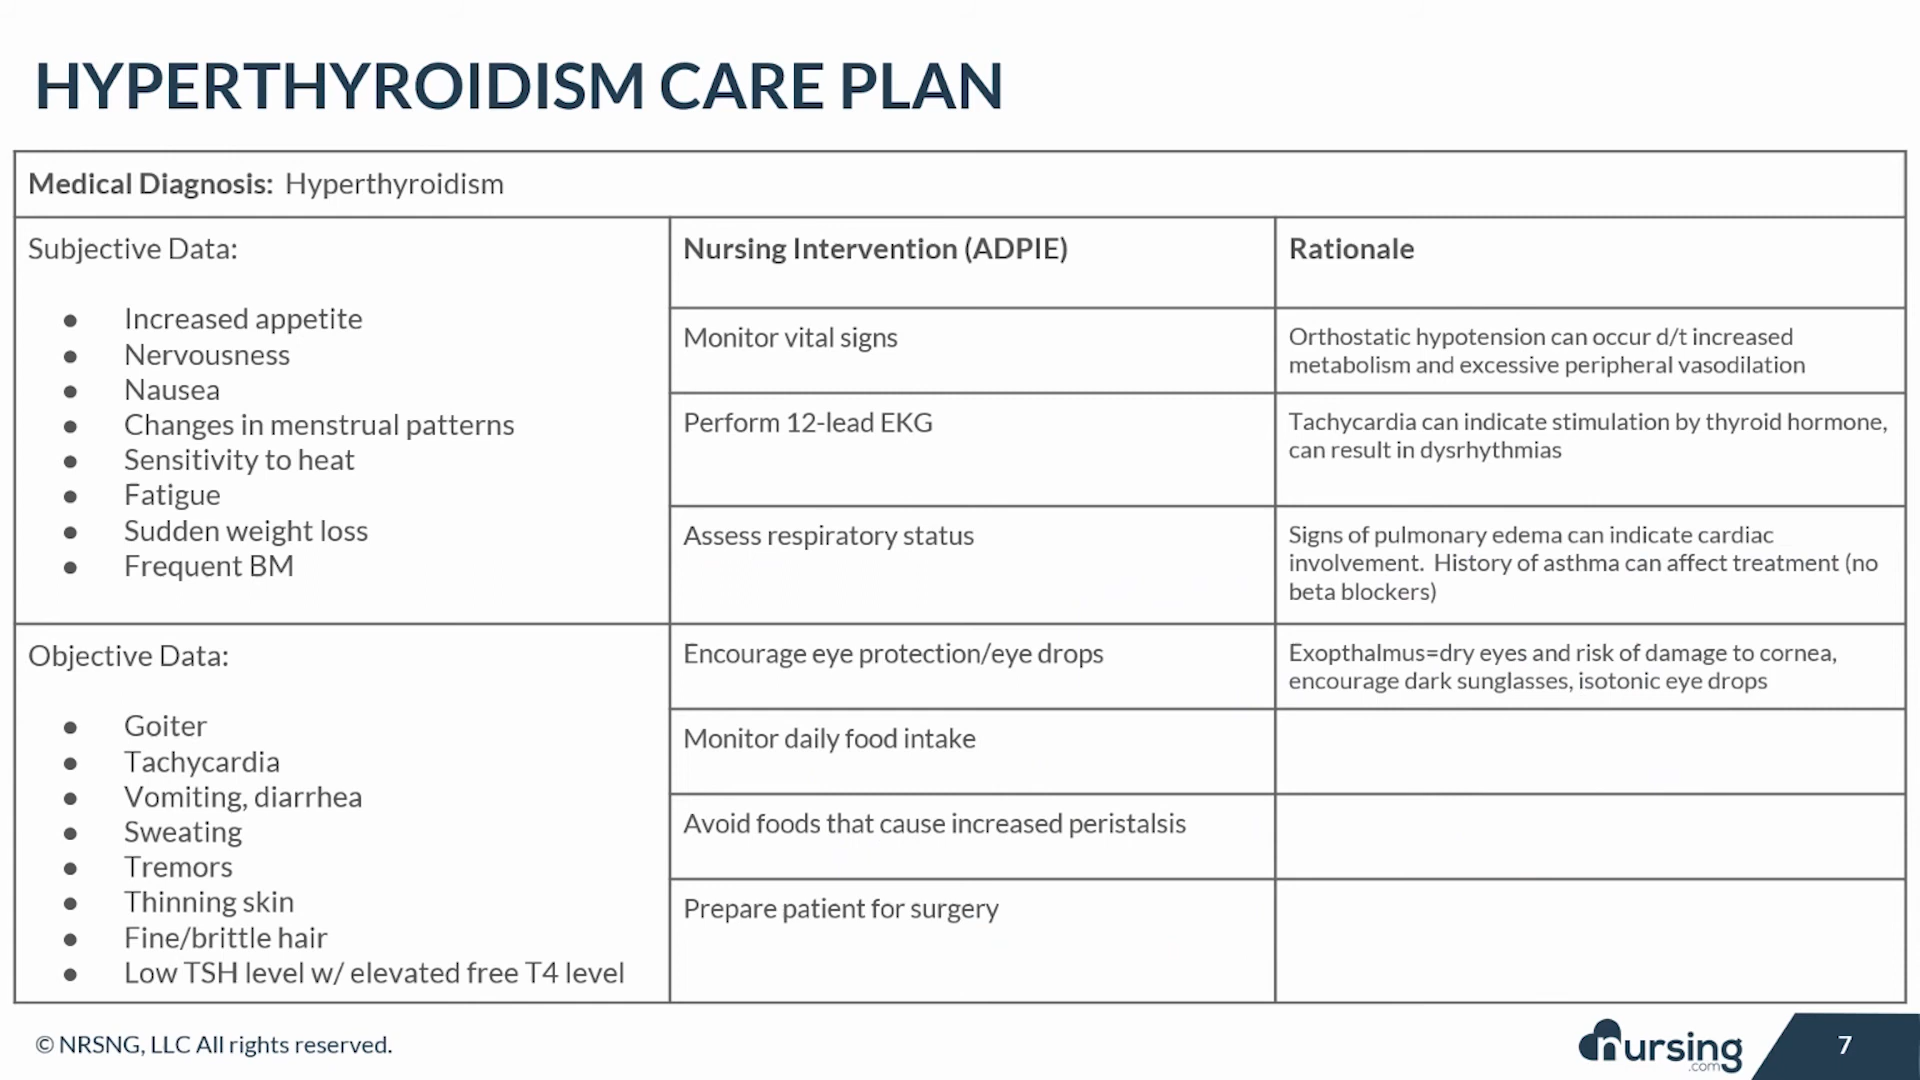 HYPERTHYROIDISM CARE PLAN
Medical Diagnosis: Hyperthyroidism
Subjective Data:
● Increased appetite
● Nervousness
● Nausea
● Changes in menstrual patterns
● Sensitivity to heat
● Fatigue
● Sudden weight loss
● Frequent BM
Objective Data:
● Goiter
● Tachycardia
● Vomiting, diarrhea
● Sweating
● Tremors
● Thinning skin
● Fine/brittle hair
● Low TSH level w/ elevated free T4 level
Nursing Intervention (ADPIE)
Rationale
Monitor vital signs
Orthostatic hypotension can occur d/t increased
metabolism and excessive peripheral vasodilation
Perform 12-lead EKG
Tachycardia can indicate stimulation by thyroid hormone,
can result in dysrhythmias
Assess respiratory status
Signs of pulmonary edema can indicate cardiac
involvement. History of asthma can affect treatment (no
beta blockers)
Encourage eye protection/eye drops
Exopthalmus=dry eyes and risk of damage to cornea,
encourage dark sunglasses, isotonic eye drops
Monitor daily food intake
Avoid foods that cause increased peristalsis
Prepare patient for surgery
© NRSNG, LLC All rights reserved.
nursing
.com
7